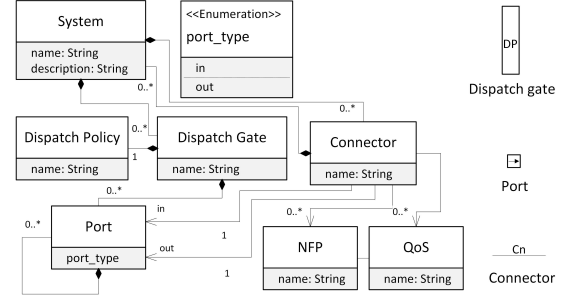 System
name: String
description: String
<<Enumeration>>
port_type
in
out
DP
Dispatch gate
0..*
0..*
0..*
Dispatch Policy
name: String
1
Dispatch Gate
name: String
Connector
name: String
Port
0..*
in
1
0..*
Port
port_type
out
1
0..*
0..*
NFP
name: String
QoS
name: String
Cn
Connector